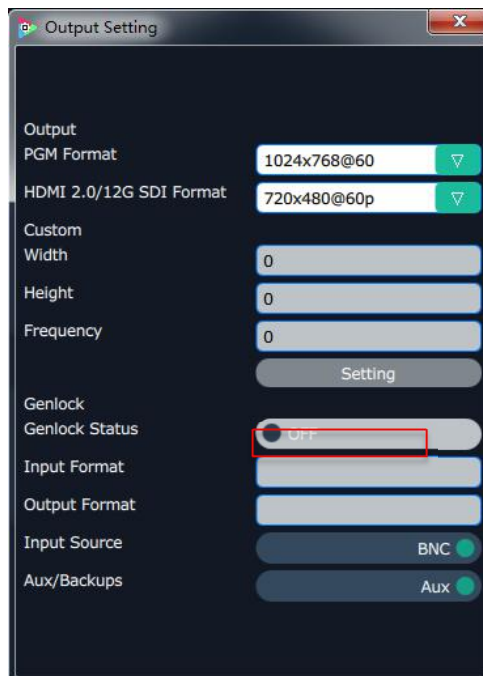 Output Setting
Output
PGM Format 1024x768@60
HDMI 2.0/12G SDI Format 720x480@60p
Custom
Width 0
Height 0
Frequency 0
Setting
Genlock
Genlock Status OFF
Input Format
Output Format
Input Source BNC
Aux/Backups Aux